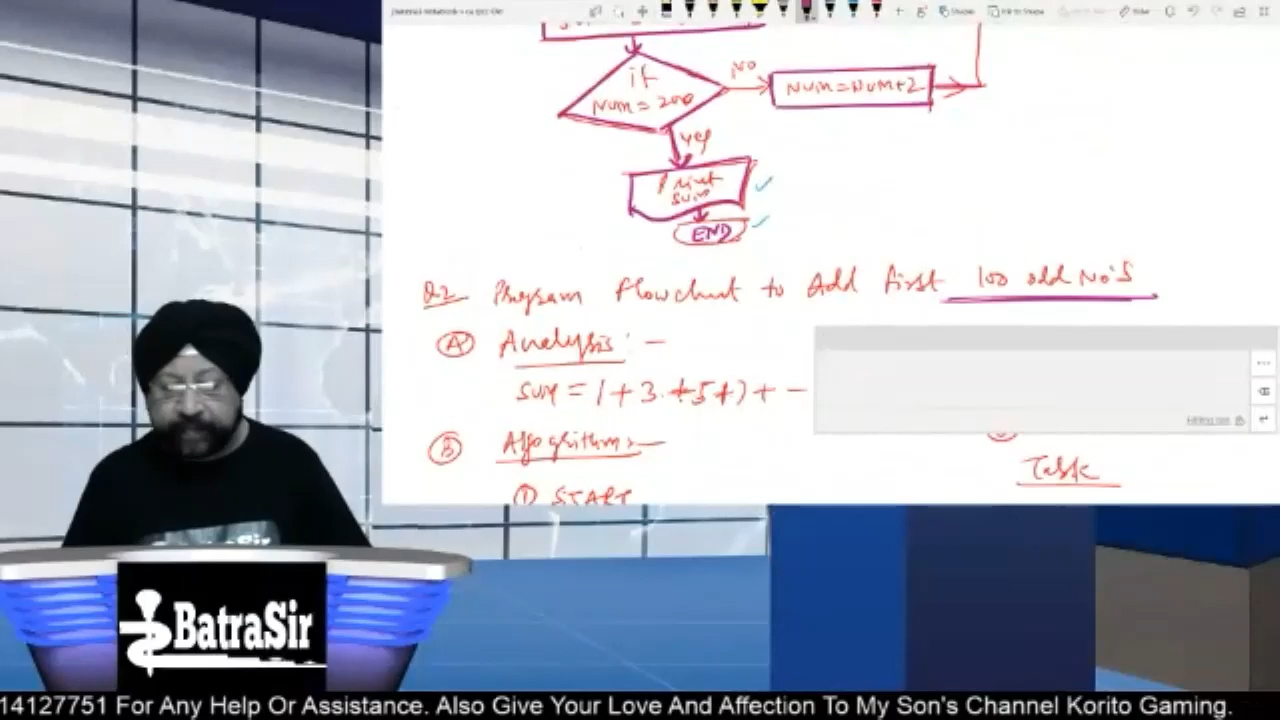 if
NUM = 200
NO
NUM=NUM+2
Yes
Print
sum
END
Q2 Program Flowchart to Add first 100 odd No's
(A) Analysis :-
sum = 1+3+5+7+ -
(B) Algogrithm:-
Task
① START
BatraSir
14127751 For Any Help Or Assistance. Also Give Your Love And Affection To My Son's Channel Korito Gaming.